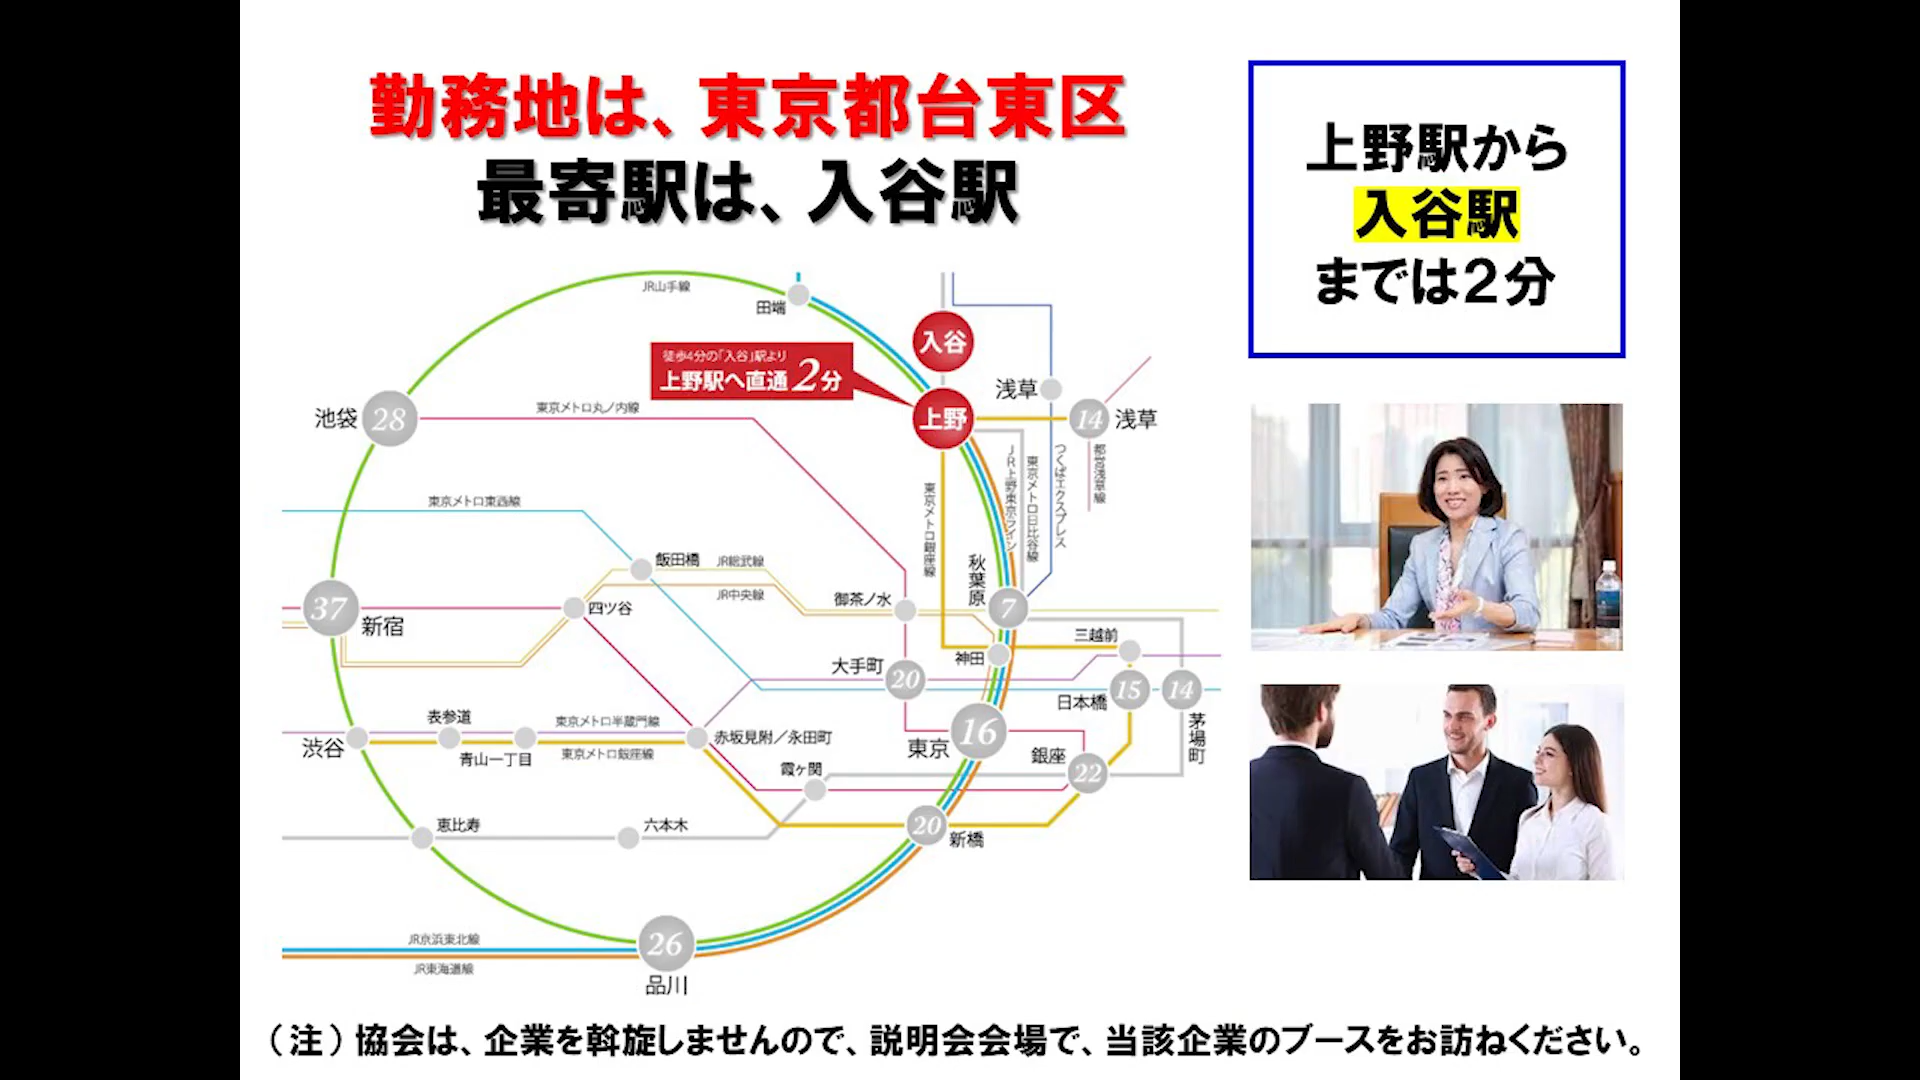 勤務地は、東京都台東区
最寄駅は、入谷駅
上野駅から
入谷駅
までは2分
JR山手線
田端
入谷
徒歩4分の「入谷」駅より
上野駅へ直通2分
上野
浅草
14
浅草
池袋
28
東京メトロ丸ノ内線
東京メトロ東西線
東京メトロ銀座線
JR上野東京ライン
東京メトロ日比谷線
つくばエクスプレス
都営浅草線
飯田橋
JR総武線
JR中央線
四ツ谷
御茶ノ水
秋葉原
7
37
新宿
神田
三越前
大手町
20
日本橋
15
14
茅場町
表参道
東京メトロ半蔵門線
渋谷
青山一丁目
東京メトロ銀座線
赤坂見附／永田町
東京
16
霞ヶ関
銀座
22
恵比寿
六本木
20
新橋
JR京浜東北線
JR東海道線
26
品川
（注）協会は、企業を斡旋しませんので、説明会会場で、当該企業のブースをお訪ねください。